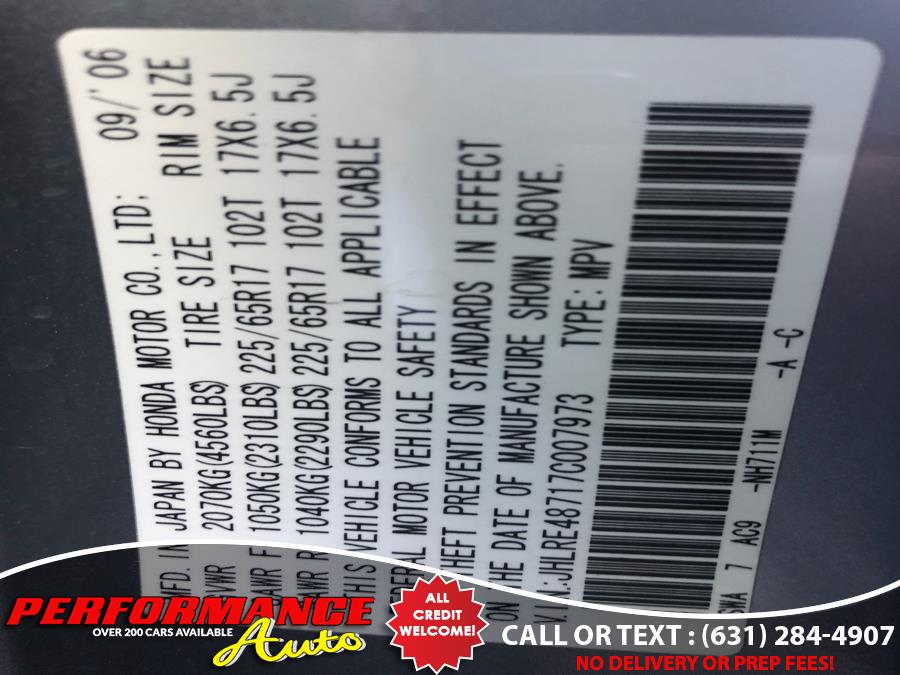 MFD. IN JAPAN BY HONDA MOTOR CO., LTD: 09/'06
GVWR 2070KG(4560LBS) TIRE SIZE RIM SIZE
GAWR F 1050KG(2310LBS) 225/65R17 102T 17X6.5J
GAWR R 1040KG(2290LBS) 225/65R17 102T 17X6.5J
THIS VEHICLE CONFORMS TO ALL APPLICABLE
FEDERAL MOTOR VEHICLE SAFETY
THEFT PREVENTION STANDARDS IN EFFECT
ON THE DATE OF MANUFACTURE SHOWN ABOVE.
V.I.N.:JHLRE48717C007973 TYPE: MPV
SWA 7 AC9 -NH711M -A -C
PERFORMANCE
OVER 200 CARS AVAILABLE
Auto
ALL
CREDIT
WELCOME!
CALL OR TEXT : (631) 284-4907
NO DELIVERY OR PREP FEES!